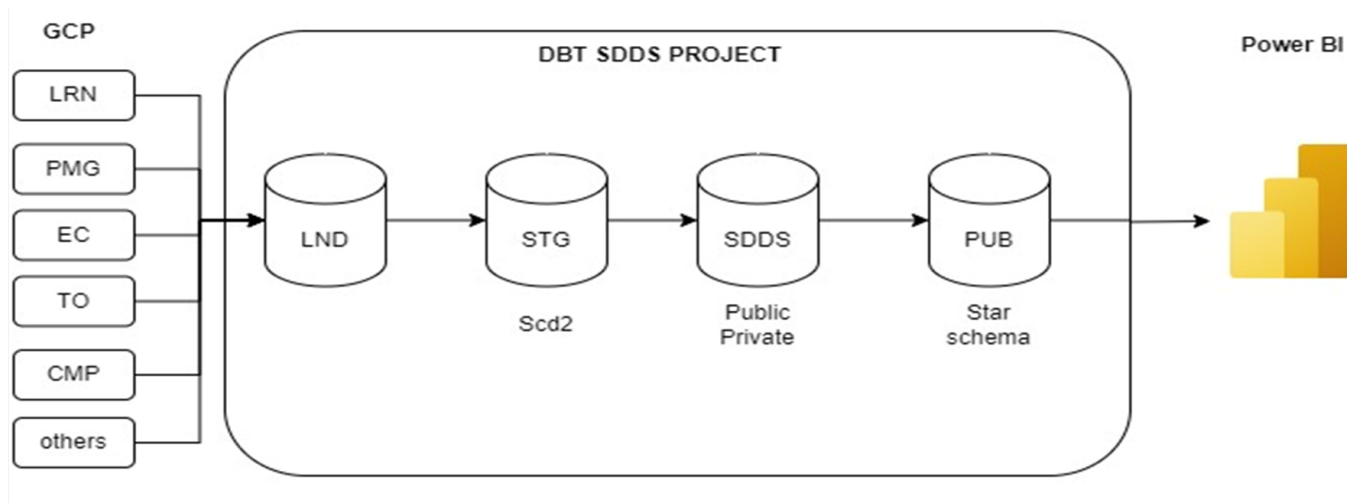 GCP
DBT SDDS PROJECT
Power BI
LRN
PMG
EC
TO
CMP
others
LND
STG
SDDS
PUB
Scd2
Public
Private
Star
schema